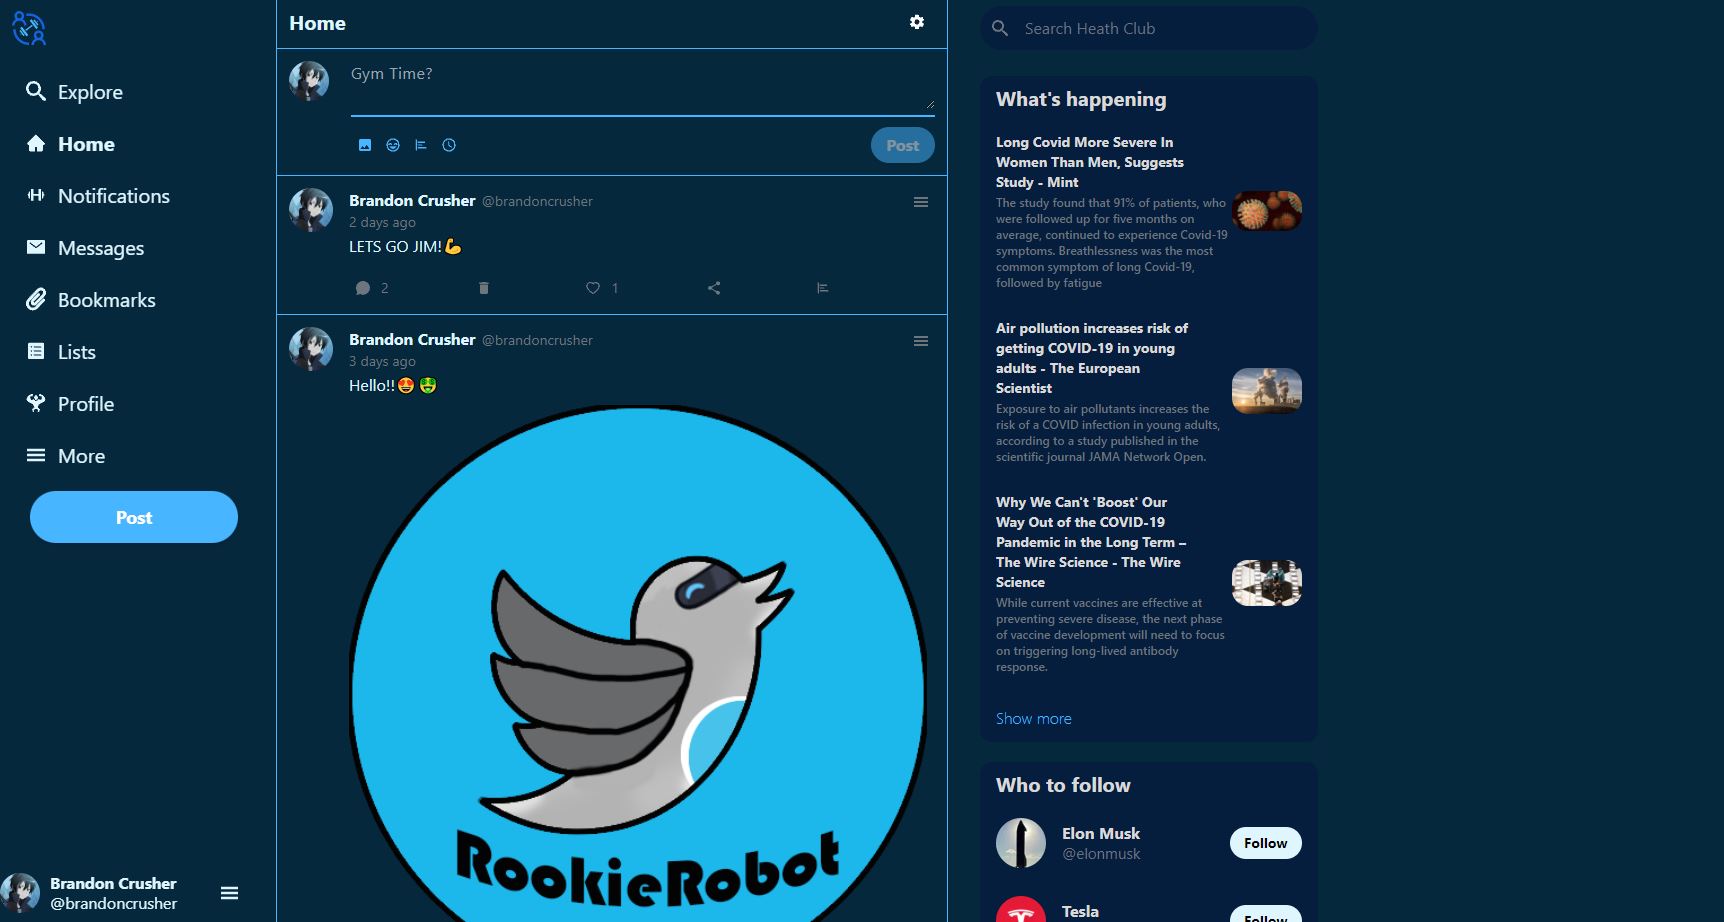 Explore
Home
Notifications
Messages
Bookmarks
Lists
Profile
More
Post
Brandon Crusher
@brandoncrusher
Home
Gym Time?
Post
Brandon Crusher @brandoncrusher
2 days ago
LETS GO JIM!💪
2 1
Brandon Crusher @brandoncrusher
3 days ago
Hello!!😍🤑
RookieRobot
Search Heath Club
What's happening
Long Covid More Severe In
Women Than Men, Suggests
Study - Mint
The study found that 91% of patients, who
were followed up for five months on
average, continued to experience Covid-19
symptoms. Breathlessness was the most
common symptom of long Covid-19,
followed by fatigue
Air pollution increases risk of
getting COVID-19 in young
adults - The European
Scientist
Exposure to air pollutants increases the
risk of a COVID infection in young adults,
according to a study published in the
scientific journal JAMA Network Open.
Why We Can't 'Boost' Our
Way Out of the COVID-19
Pandemic in the Long Term –
The Wire Science - The Wire
Science
While current vaccines are effective at
preventing severe disease, the next phase
of vaccine development will need to focus
on triggering long-lived antibody
response.
Show more
Who to follow
Elon Musk
@elonmusk
Follow
Tesla
Follow